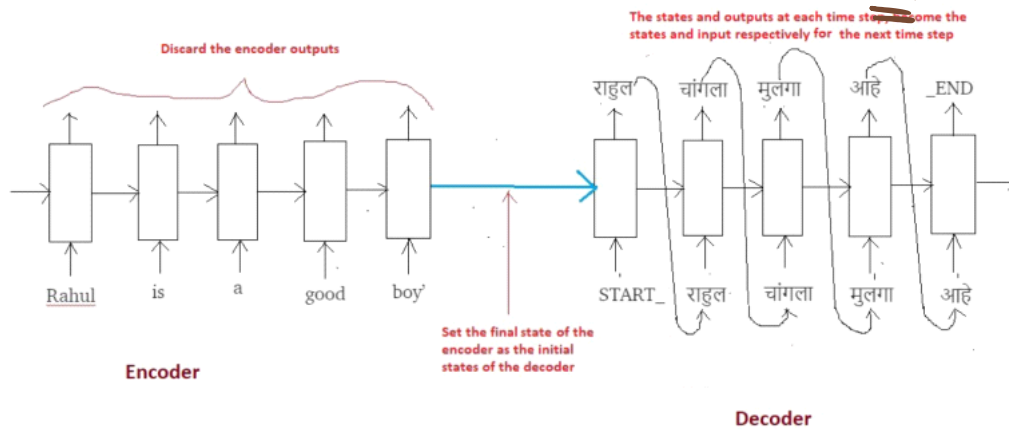 The states and outputs at each time step, become the
states and input respectively for the next time step
Discard the encoder outputs
राहुल चांगला मुलगा आहे _END
Rahul is a good boy'
START_ राहुल चांगला मुलगा आहे
Set the final state of the
encoder as the initial
states of the decoder
Encoder
Decoder